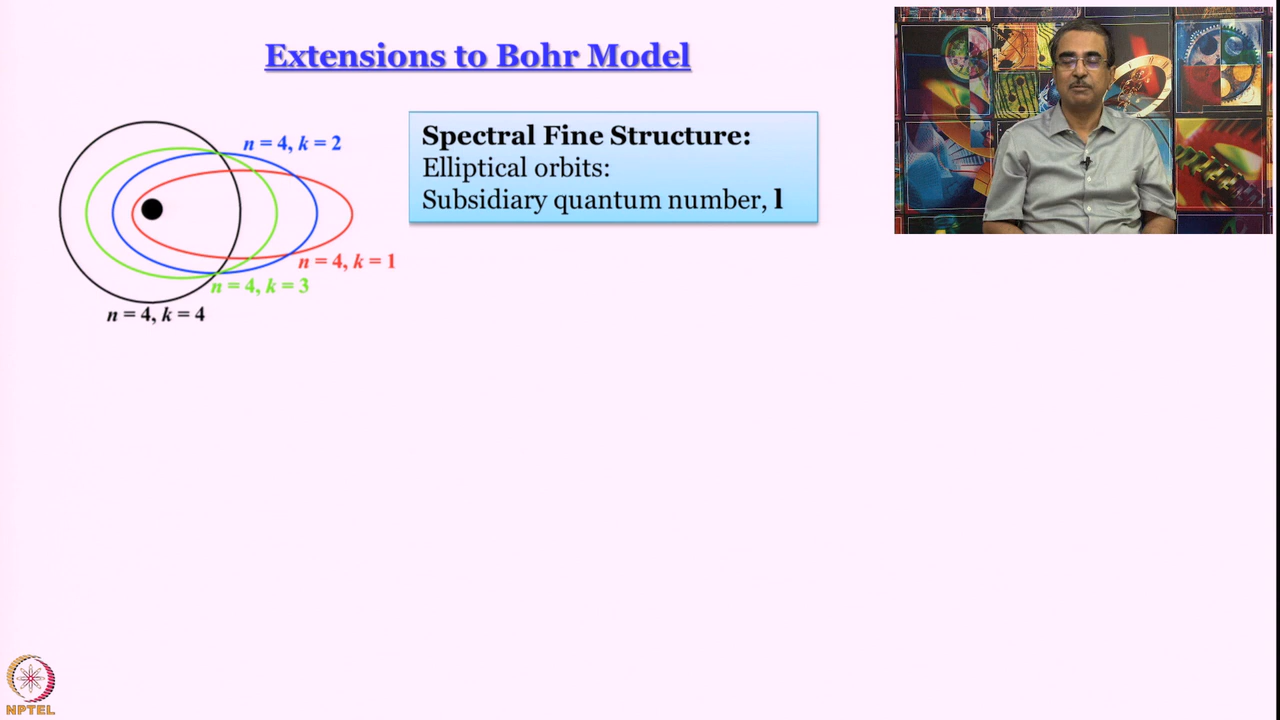 Extensions to Bohr Model
n = 4, k = 2
n = 4, k = 1
n = 4, k = 3
n = 4, k = 4
Spectral Fine Structure:
Elliptical orbits:
Subsidiary quantum number, l
NPTEL